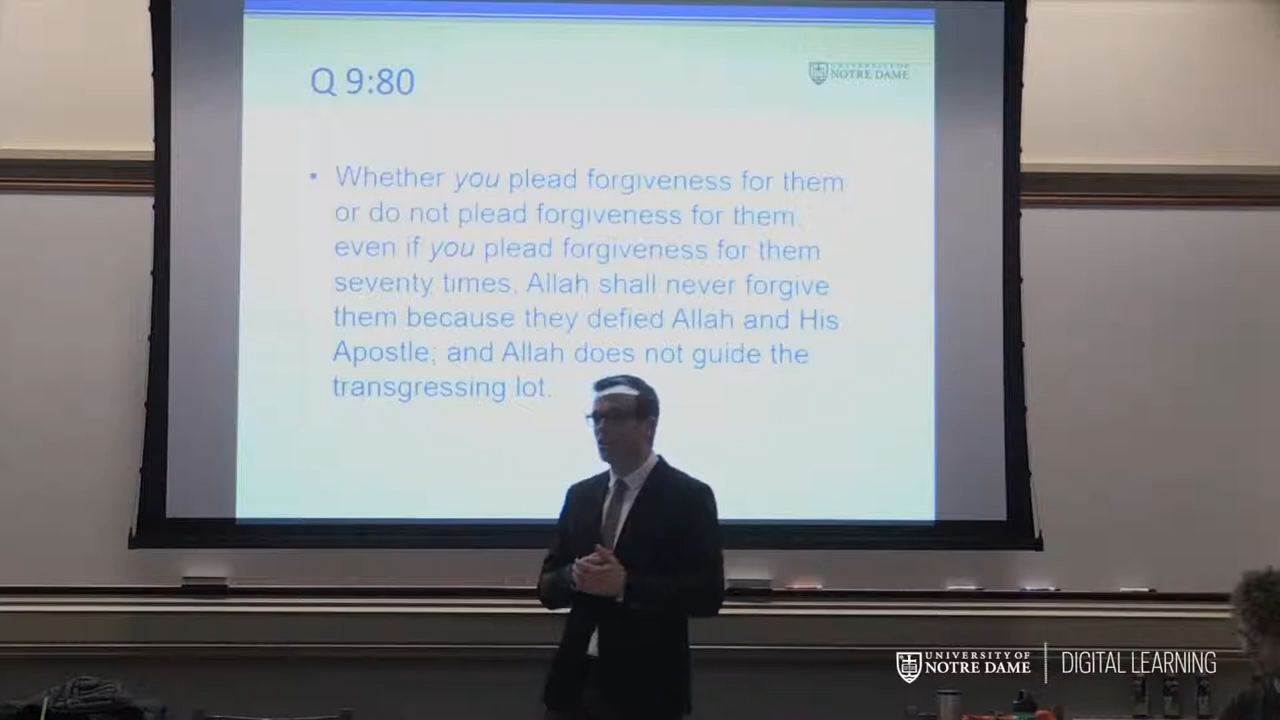 Q 9:80
UNIVERSITY OF
NOTRE DAME
• Whether you plead forgiveness for them
or do not plead forgiveness for them,
even if you plead forgiveness for them
seventy times, Allah shall never forgive
them because they defied Allah and His
Apostle; and Allah does not guide the
transgressing lot.
UNIVERSITY OF
NOTRE DAME
DIGITAL LEARNING